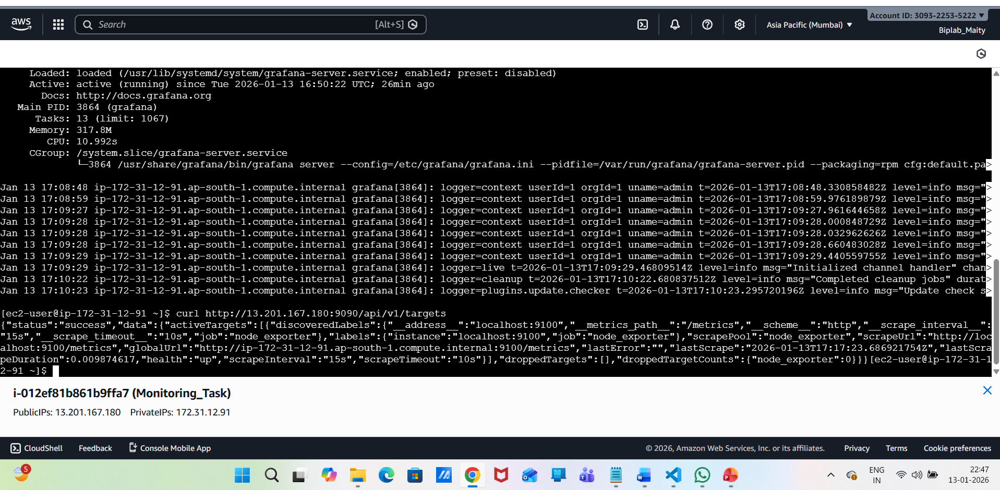 aws
Search [Alt+S]
Asia Pacific (Mumbai) ▼
Account ID: 3093-2253-5222 ▼
Biplab_Maity
Loaded: loaded (/usr/lib/systemd/system/grafana-server.service; enabled; preset: disabled)
Active: active (running) since Tue 2026-01-13 16:50:22 UTC; 26min ago
Docs: http://docs.grafana.org
Main PID: 3864 (grafana)
Tasks: 13 (limit: 1067)
Memory: 317.8M
CPU: 10.992s
CGroup: /system.slice/grafana-server.service
└─3864 /usr/share/grafana/bin/grafana server --config=/etc/grafana/grafana.ini --pidfile=/var/run/grafana/grafana-server.pid --packaging=rpm cfg:default.pa>
Jan 13 17:08:48 ip-172-31-12-91.ap-south-1.compute.internal grafana[3864]: logger=context userId=1 orgId=1 uname=admin t=2026-01-13T17:08:48.330858482Z level=info msg=">
Jan 13 17:08:59 ip-172-31-12-91.ap-south-1.compute.internal grafana[3864]: logger=context userId=1 orgId=1 uname=admin t=2026-01-13T17:08:59.976189879Z level=info msg=">
Jan 13 17:09:27 ip-172-31-12-91.ap-south-1.compute.internal grafana[3864]: logger=context userId=1 orgId=1 uname=admin t=2026-01-13T17:09:27.961644658Z level=info msg=">
Jan 13 17:09:28 ip-172-31-12-91.ap-south-1.compute.internal grafana[3864]: logger=context userId=1 orgId=1 uname=admin t=2026-01-13T17:09:28.000848729Z level=info msg=">
Jan 13 17:09:28 ip-172-31-12-91.ap-south-1.compute.internal grafana[3864]: logger=context userId=1 orgId=1 uname=admin t=2026-01-13T17:09:28.032962626Z level=info msg=">
Jan 13 17:09:28 ip-172-31-12-91.ap-south-1.compute.internal grafana[3864]: logger=context userId=1 orgId=1 uname=admin t=2026-01-13T17:09:28.660483028Z level=info msg=">
Jan 13 17:09:29 ip-172-31-12-91.ap-south-1.compute.internal grafana[3864]: logger=context userId=1 orgId=1 uname=admin t=2026-01-13T17:09:29.440559755Z level=info msg=">
Jan 13 17:09:29 ip-172-31-12-91.ap-south-1.compute.internal grafana[3864]: logger=live t=2026-01-13T17:09:29.46809514Z level=info msg="Initialized channel handler" chan>
Jan 13 17:10:22 ip-172-31-12-91.ap-south-1.compute.internal grafana[3864]: logger=cleanup t=2026-01-13T17:10:22.680837512Z level=info msg="Completed cleanup jobs" durat>
Jan 13 17:10:23 ip-172-31-12-91.ap-south-1.compute.internal grafana[3864]: logger=plugins.update.checker t=2026-01-13T17:10:23.295720196Z level=info msg="Update check s>
[ec2-user@ip-172-31-12-91 ~]$ curl http://13.201.167.180:9090/api/v1/targets
{"status":"success","data":{"activeTargets":[{"discoveredLabels":{"__address__":"localhost:9100","__metrics_path__":"/metrics","__scheme__":"http","__scrape_interval__":
"15s","__scrape_timeout__":"10s","job":"node_exporter"},"labels":{"instance":"localhost:9100","job":"node_exporter"},"scrapePool":"node_exporter","scrapeUrl":"http://loc
alhost:9100/metrics","globalUrl":"http://ip-172-31-12-91.ap-south-1.compute.internal:9100/metrics","lastError":"","lastScrape":"2026-01-13T17:17:23.686921754Z","lastScra
peDuration":0.009874617,"health":"up","scrapeInterval":"15s","scrapeTimeout":"10s"}],"droppedTargets":[],"droppedTargetCounts":{"node_exporter":0}}}[ec2-user@ip-172-31-1
2-91 ~]$
i-012ef81b861b9ffa7 (Monitoring_Task)
PublicIPs: 13.201.167.180 PrivateIPs: 172.31.12.91
CloudShell Feedback Console Mobile App © 2026, Amazon Web Services, Inc. or its affiliates. Privacy Terms Cookie preferences
5
ENG
IN
22:47
13-01-2026